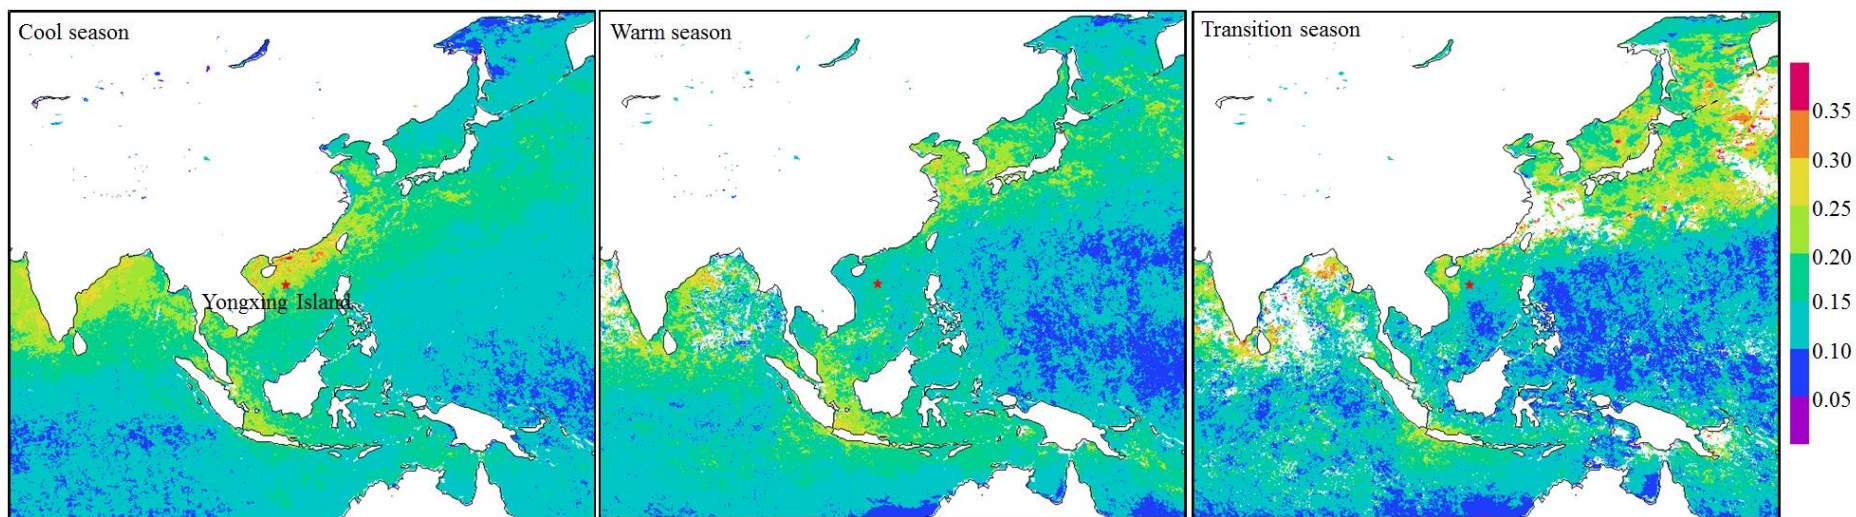 Cool season
Warm season
Transition season
Yongxing Island
0.35
0.30
0.25
0.20
0.15
0.10
0.05